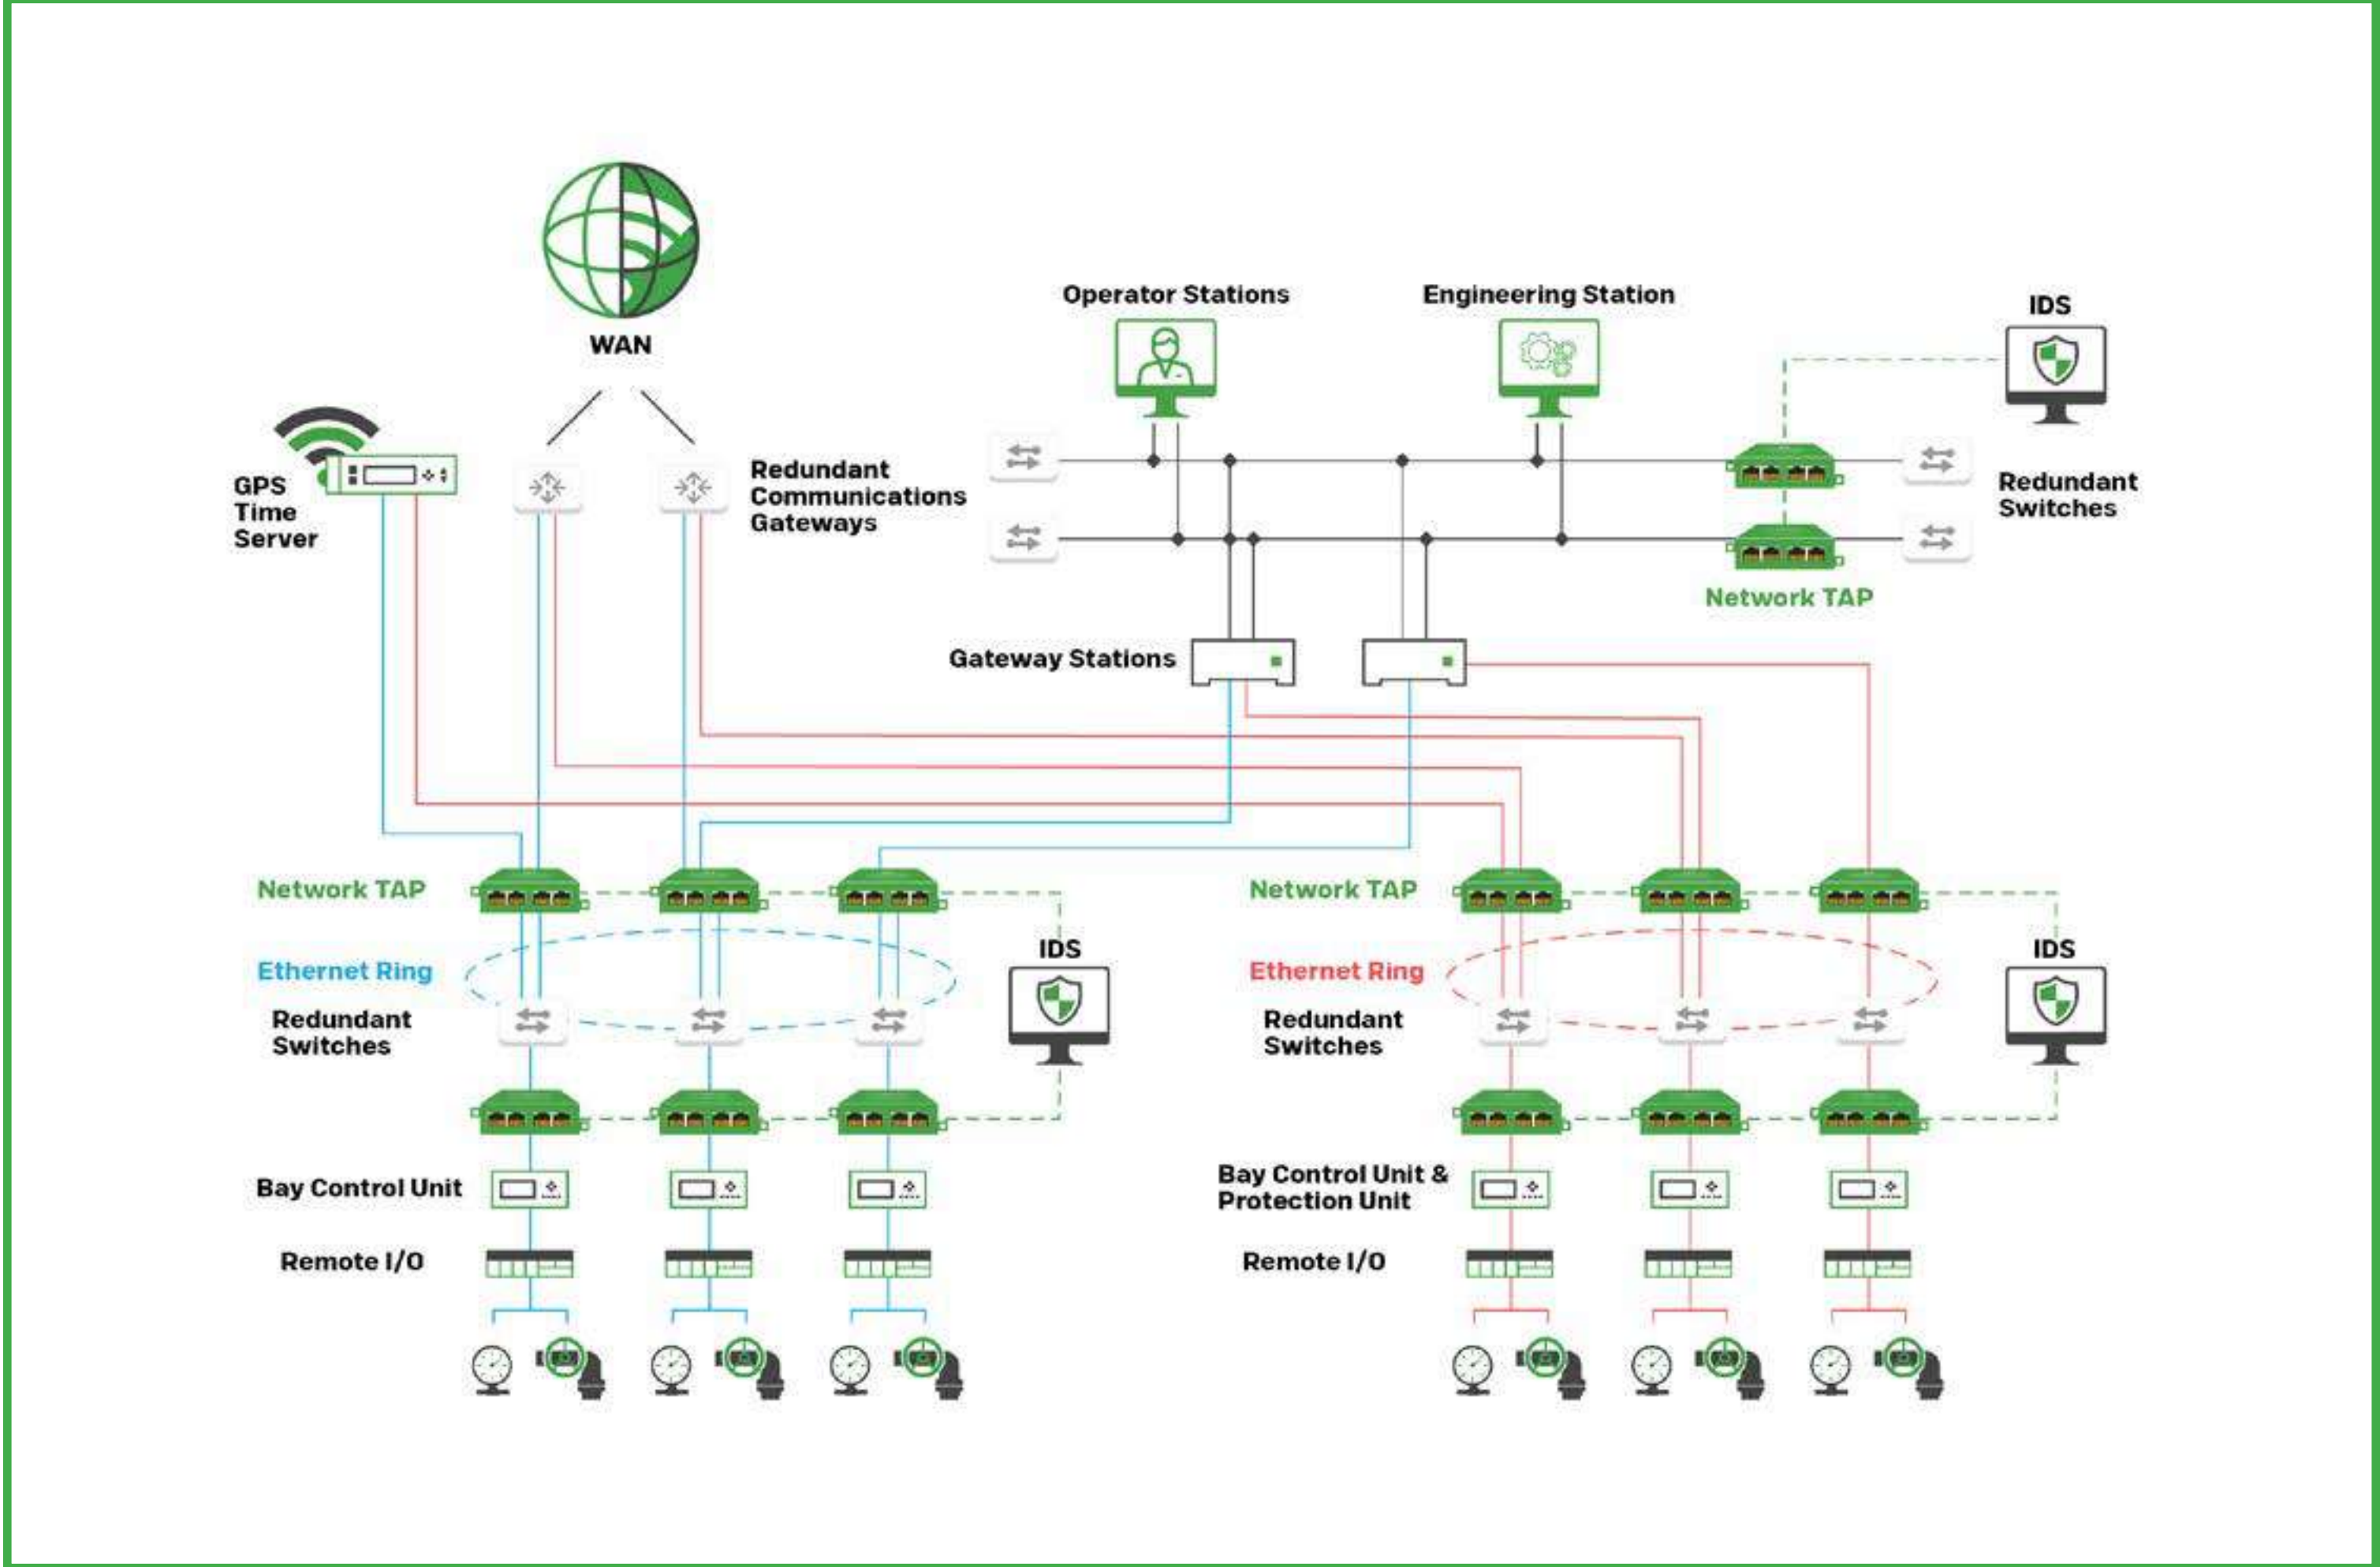 WAN
Operator Stations
Engineering Station
IDS
GPS
Time
Server
Redundant
Communications
Gateways
Redundant
Switches
Network TAP
Gateway Stations
Network TAP
Ethernet Ring
Redundant
Switches
IDS
Bay Control Unit
Remote I/O
Network TAP
Ethernet Ring
Redundant
Switches
IDS
Bay Control Unit &
Protection Unit
Remote I/O